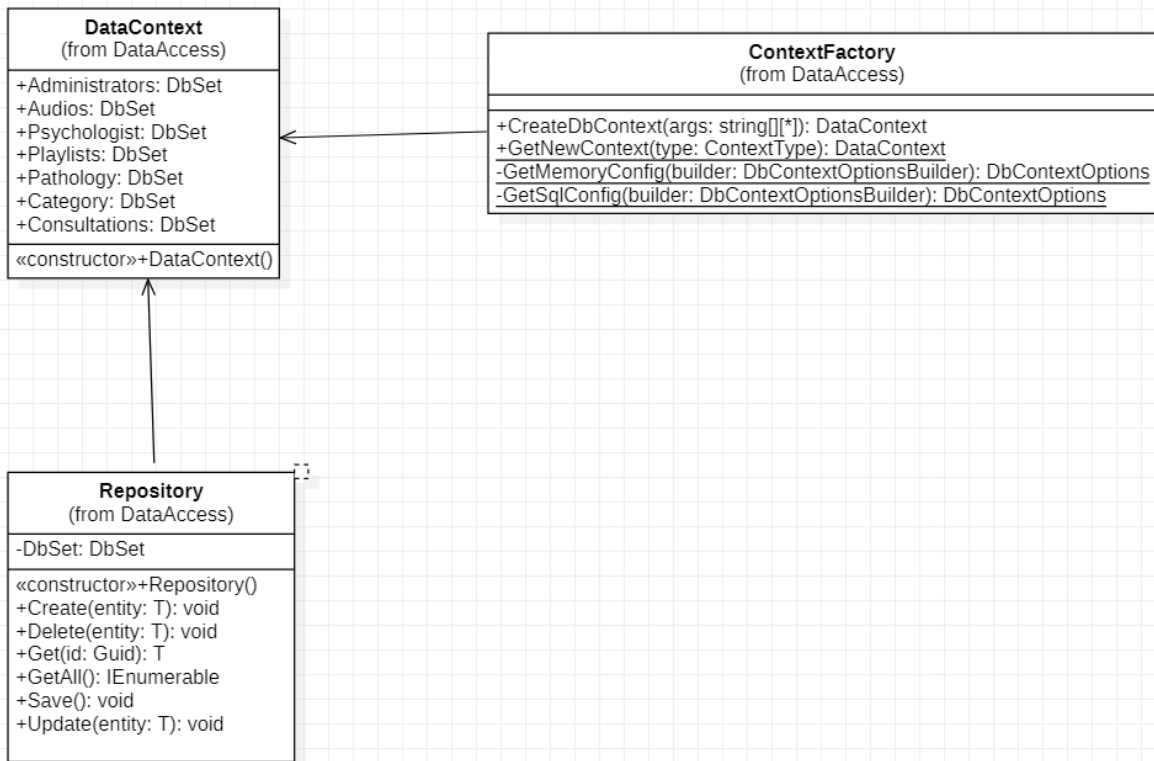 DataContext
(from DataAccess)
+Administrators: DbSet
+Audios: DbSet
+Psychologist: DbSet
+Playlists: DbSet
+Pathology: DbSet
+Category: DbSet
+Consultations: DbSet
«constructor»+DataContext()
ContextFactory
(from DataAccess)
+CreateDbContext(args: string[][*]): DataContext
+GetNewContext(type: ContextType): DataContext
-GetMemoryConfig(builder: DbContextOptionsBuilder): DbContextOptions
-GetSqlConfig(builder: DbContextOptionsBuilder): DbContextOptions
Repository
(from DataAccess)
-DbSet: DbSet
«constructor»+Repository()
+Create(entity: T): void
+Delete(entity: T): void
+Get(id: Guid): T
+GetAll(): IEnumerable
+Save(): void
+Update(entity: T): void